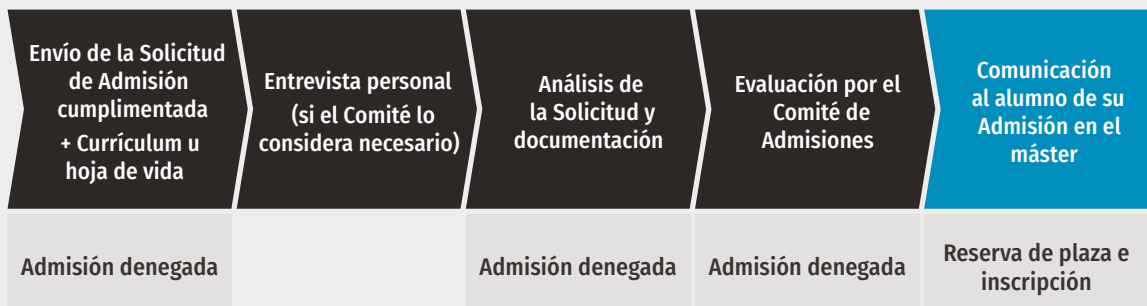 Envío de la Solicitud
de Admisión
cumplimentada
+ Currículum u
hoja de vida
Entrevista personal
(si el Comité lo
considera necesario)
Análisis de
la Solicitud y
documentación
Evaluación por el
Comité de
Admisiones
Comunicación
al alumno de su
Admisión en el
máster
Admisión denegada
Admisión denegada
Admisión denegada
Reserva de plaza e
inscripción